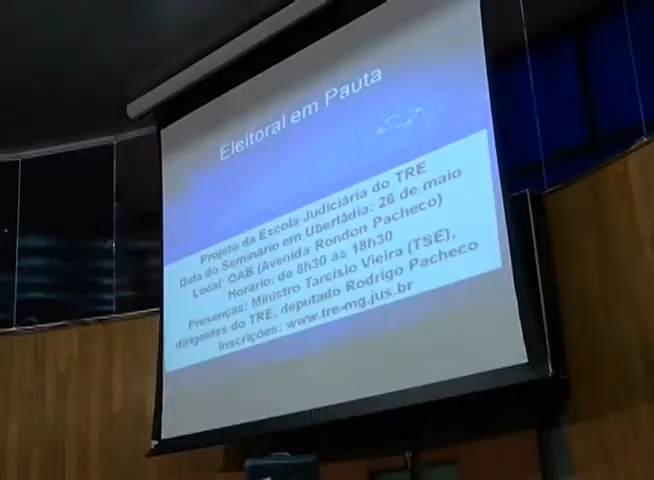 Eleitoral em Pauta
Projeto da Escola Judiciária do TRE
Data do Seminário em Uberlâdia: 26 de maio
Local: OAB (Avenida Rondon Pacheco)
Horário: de 8h30 às 18h30
Presenças: Ministro Tarcísio Vieira (TSE),
dirigentes do TRE, deputado Rodrigo Pacheco
Inscrições: www.tre-mg.jus.br